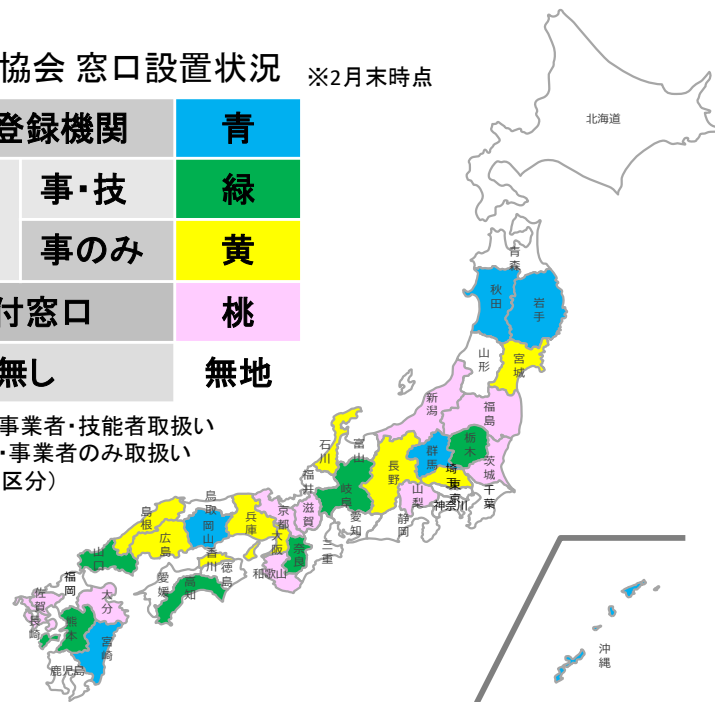 協会 窓口設置状況 ※2月末時点
登録機関 青
事・技 緑
事のみ 黄
付窓口 桃
無し 無地
事業者・技能者取扱い
・事業者のみ取扱い
区分）
北海道
青森
秋田
岩手
山形
宮城
新潟
福島
栃木
群馬
茨城
埼玉
東京
千葉
神奈川
石川
富山
長野
福井
岐阜
山梨
静岡
愛知
滋賀
京都
三重
兵庫
大阪
奈良
和歌山
鳥取
島根
岡山
広島
山口
香川
徳島
愛媛
高知
福岡
佐賀
長崎
大分
熊本
宮崎
鹿児島
沖縄